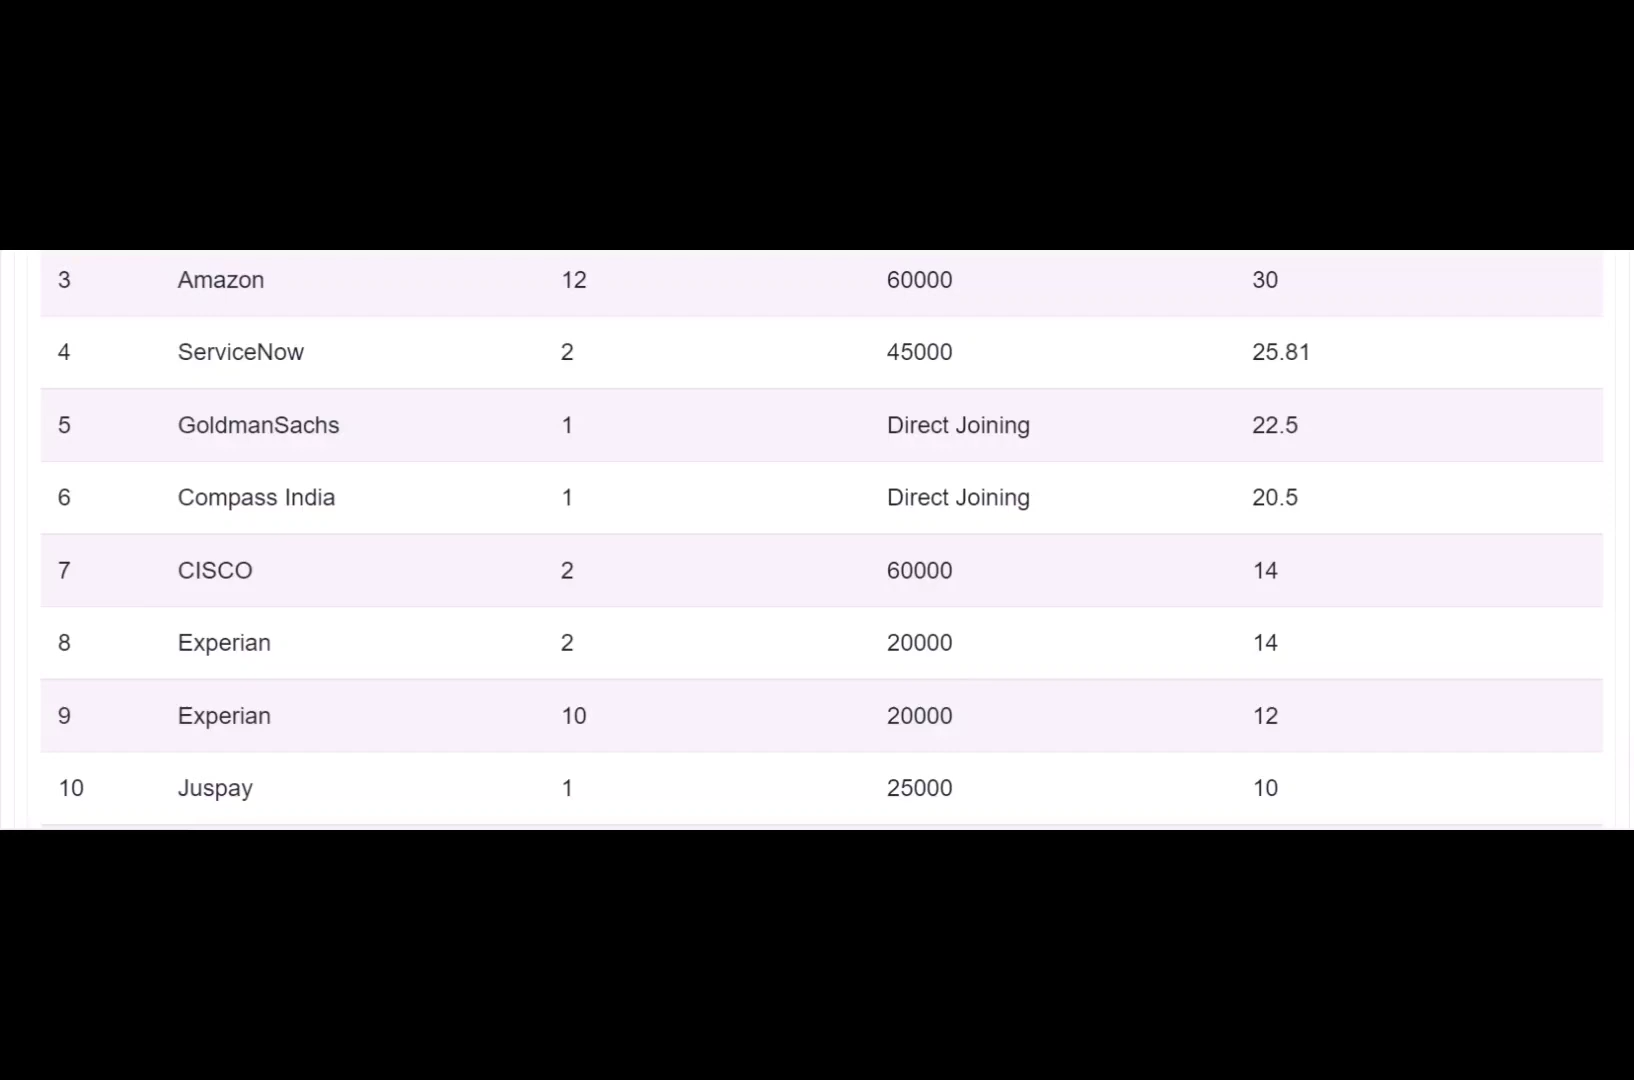 3 Amazon 12 60000 30
4 ServiceNow 2 45000 25.81
5 GoldmanSachs 1 Direct Joining 22.5
6 Compass India 1 Direct Joining 20.5
7 CISCO 2 60000 14
8 Experian 2 20000 14
9 Experian 10 20000 12
10 Juspay 1 25000 10